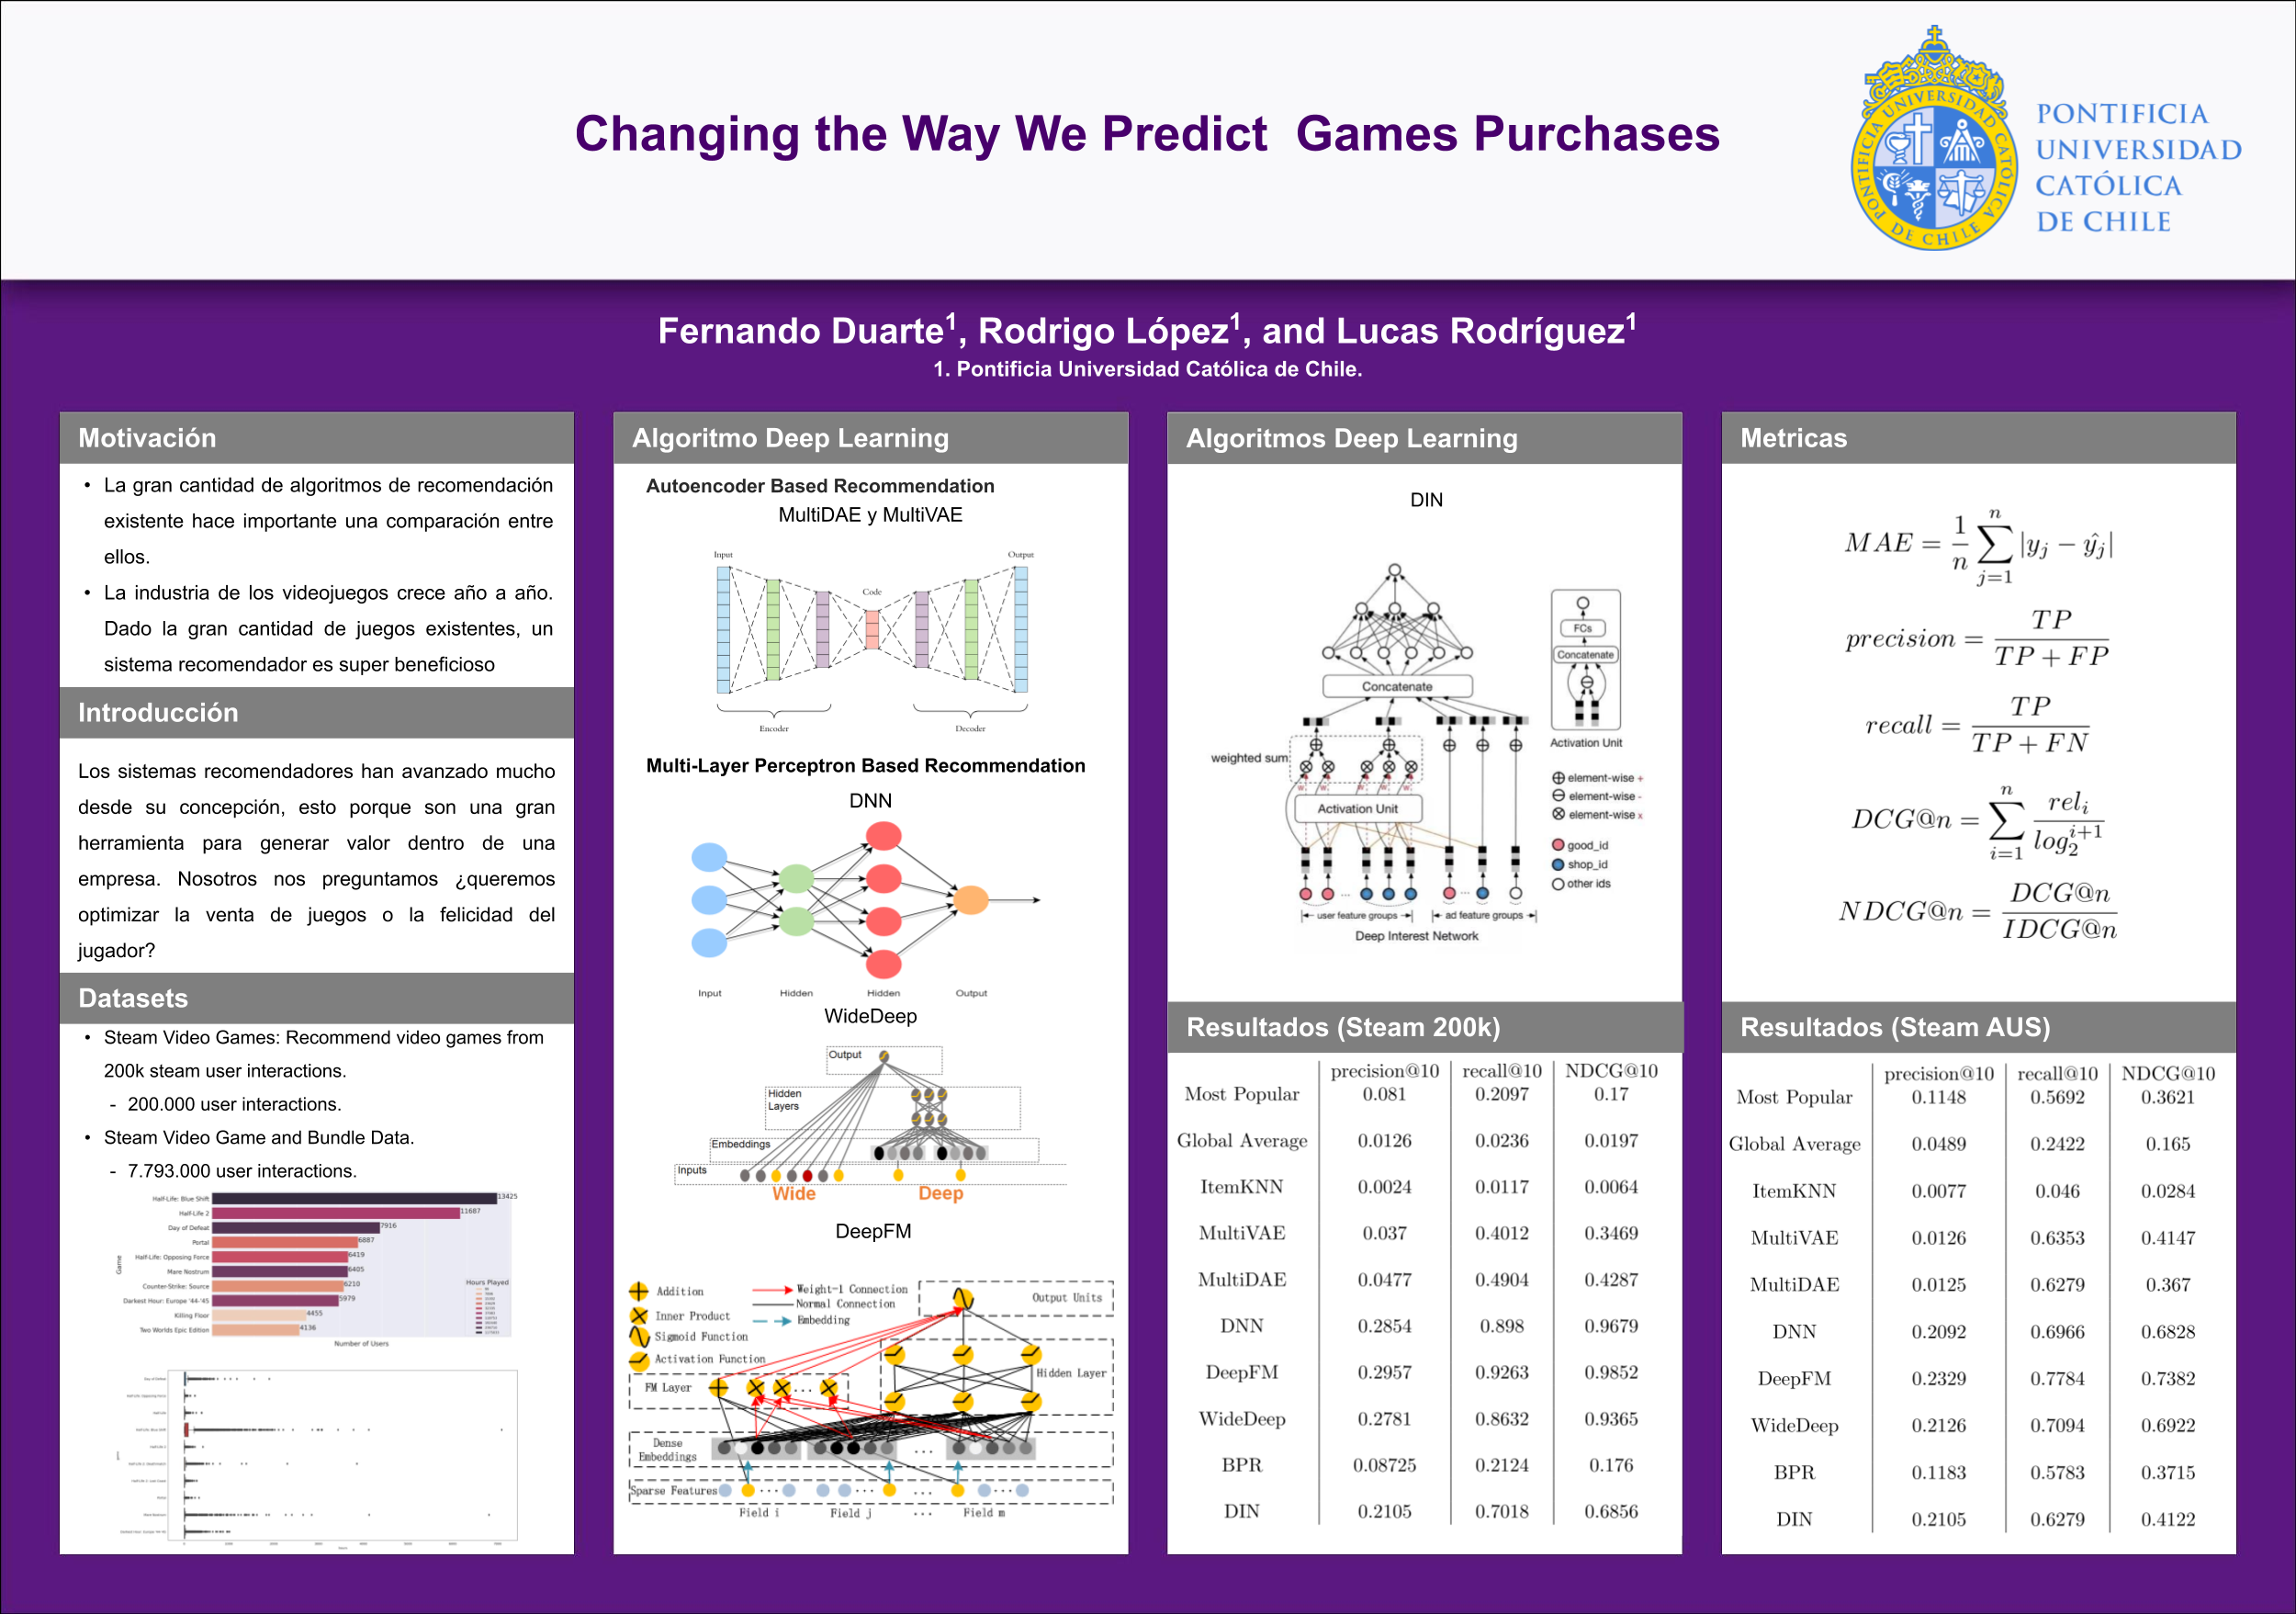 Changing the Way We Predict  Games Purchases
PONTIFICIA UNIVERSIDAD CATÓLICA DE CHILE
PONTIFICIA
UNIVERSIDAD
CATÓLICA
DE CHILE
Fernando Duarte1, Rodrigo López1, and Lucas Rodríguez1
1. Pontificia Universidad Católica de Chile.
Motivación
• La gran cantidad de algoritmos de recomendación
existente hace importante una comparación entre
ellos.
• La industria de los videojuegos crece año a año.
Dado la gran cantidad de juegos existentes, un
sistema recomendador es super beneficioso
Introducción
Los sistemas recomendadores han avanzado mucho
desde su concepción, esto porque son una gran
herramienta para generar valor dentro de una
empresa. Nosotros nos preguntamos ¿queremos
optimizar la venta de juegos o la felicidad del
jugador?
Datasets
• Steam Video Games: Recommend video games from
200k steam user interactions.
- 200.000 user interactions.
• Steam Video Game and Bundle Data.
- 7.793.000 user interactions.
Half-Life: Blue Shift 13425
Half-Life 2 11687
Day of Defeat 7916
Portal 6887
Half-Life: Opposing Force 6419
Mare Nostrum 6405
Counter-Strike: Source 6210
Darkest Hour: Europe '44-'45 5979
Killing Floor 4455
Two Worlds Epic Edition 4136
Game
Hours Played
Number of Users
Algoritmo Deep Learning
Autoencoder Based Recommendation
MultiDAE y MultiVAE
Input
Output
Code
Encoder
Decoder
Multi-Layer Perceptron Based Recommendation
DNN
Input Hidden Hidden Output
WideDeep
Output
Hidden
Layers
Embeddings
Inputs
Wide Deep
DeepFM
Addition
Inner Product
Sigmoid Function
Activation Function
Weight-1 Connection
Normal Connection
Embedding
Output Units
Hidden Layer
FM Layer
Dense
Embeddings
Sparse Features
Field i Field j ... Field m
Algoritmos Deep Learning
DIN
Concatenate
weighted sum
Activation Unit
FCs
Concatenate
Activation Unit
element-wise +
element-wise -
element-wise x
good_id
shop_id
other ids
user feature groups ad feature groups
Deep Interest Network
Resultados (Steam 200k)
precision@10 recall@10 NDCG@10
Most Popular 0.081 0.2097 0.17
Global Average 0.0126 0.0236 0.0197
ItemKNN 0.0024 0.0117 0.0064
MultiVAE 0.037 0.4012 0.3469
MultiDAE 0.0477 0.4904 0.4287
DNN 0.2854 0.898 0.9679
DeepFM 0.2957 0.9263 0.9852
WideDeep 0.2781 0.8632 0.9365
BPR 0.08725 0.2124 0.176
DIN 0.2105 0.7018 0.6856
Metricas
MAE = 1/n ∑ j=1 n |yj − ŷj|
precision = TP / TP + FP
recall = TP / TP + FN
DCG@n = ∑ i=1 n reli / log2 i+1
NDCG@n = DCG@n / IDCG@n
Resultados (Steam AUS)
precision@10 recall@10 NDCG@10
Most Popular 0.1148 0.5692 0.3621
Global Average 0.0489 0.2422 0.165
ItemKNN 0.0077 0.046 0.0284
MultiVAE 0.0126 0.6353 0.4147
MultiDAE 0.0125 0.6279 0.367
DNN 0.2092 0.6966 0.6828
DeepFM 0.2329 0.7784 0.7382
WideDeep 0.2126 0.7094 0.6922
BPR 0.1183 0.5783 0.3715
DIN 0.2105 0.6279 0.4122